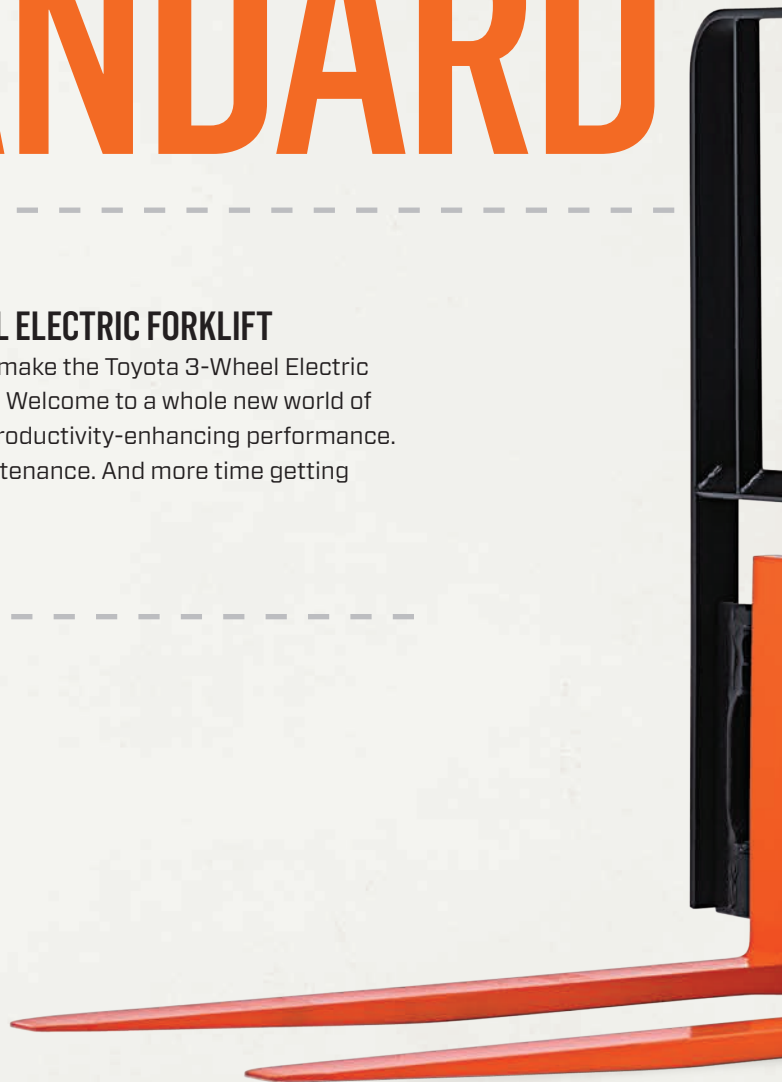 ANDARD
L ELECTRIC FORKLIFT
make the Toyota 3-Wheel Electric
Welcome to a whole new world of
roductivity-enhancing performance.
tenance. And more time getting